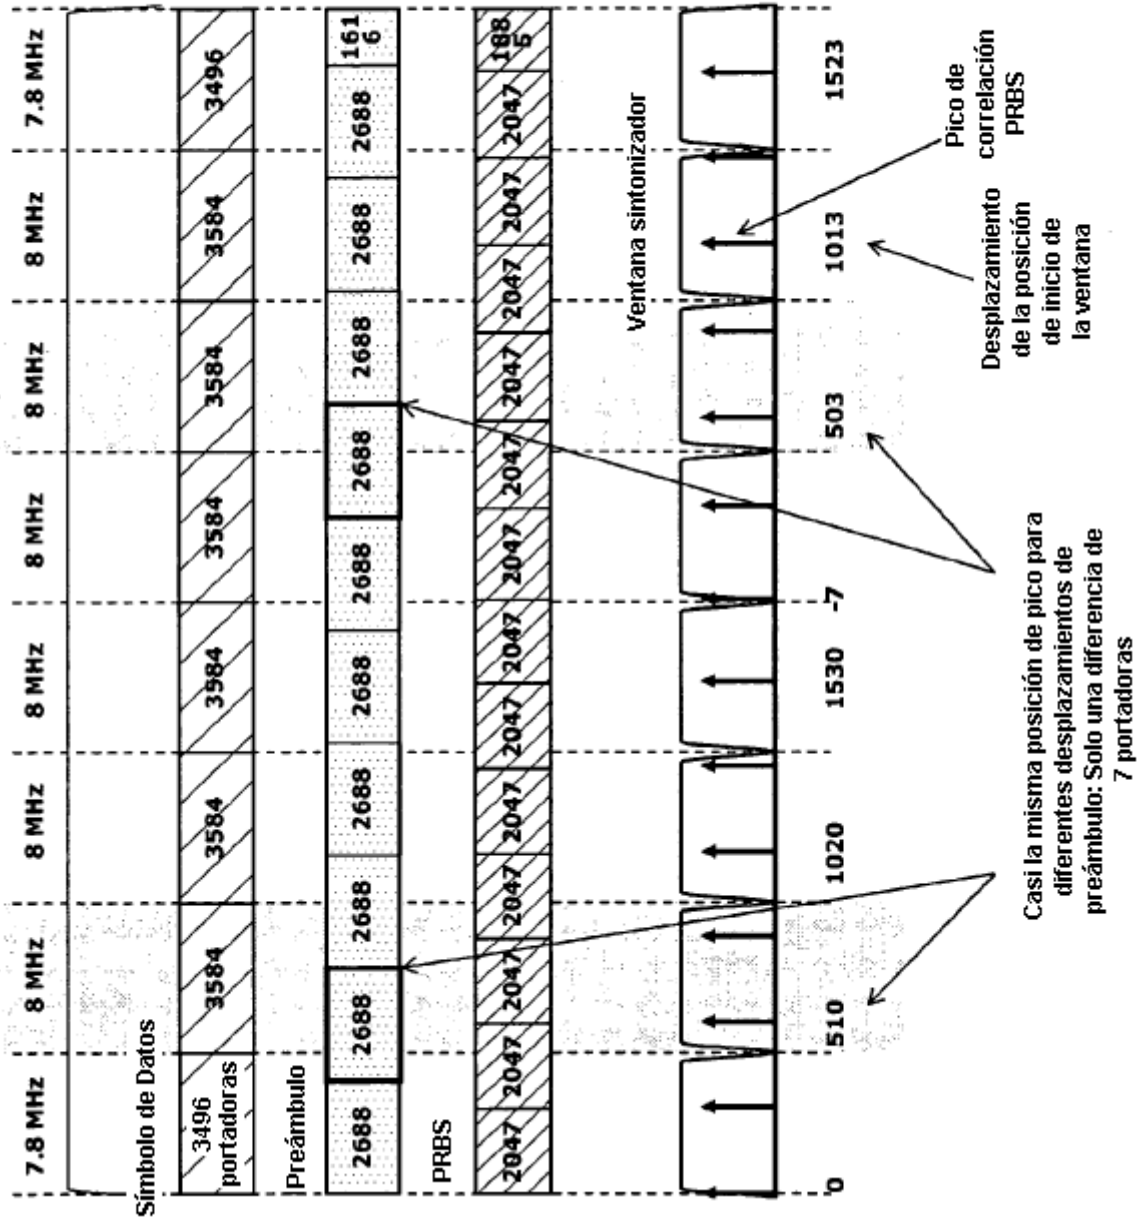 7.8 MHz 8 MHz 8 MHz 8 MHz 8 MHz 8 MHz 8 MHz 7.8 MHz
Símbolo de Datos
3496
portadoras
3584 3584 3984 3584 3584 3584 3496
Preámbulo
2688 2688 2688 2688 2688 2688 2688 2688 2688 2688 161
6
PRBS
2047 2047 2047 2047 2047 2047 2047 2047 2047 2047 2047 2047 2047 188
5
Ventana sintonizador
0 510 1020 1530 -7 503 1013 1523
Casi la misma posición de pico para
diferentes desplazamientos de
preámbulo: Solo una diferencia de
7 portadoras
Desplazamiento
de la posición
de inicio de
la ventana
Pico de
correlación
PRBS